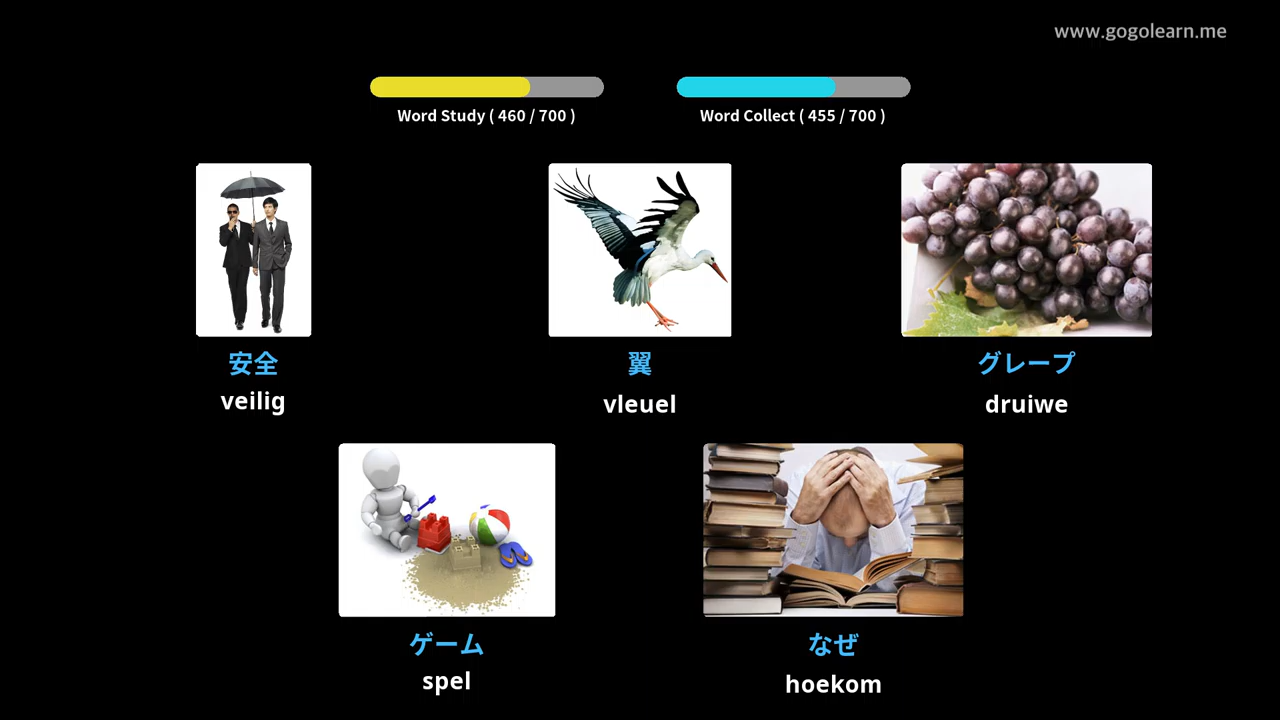 www.gogolearn.me
Word Study ( 460 / 700 )
Word Collect ( 455 / 700 )
安全
veilig
翼
vleuel
グレープ
druiwe
ゲーム
spel
なぜ
hoekom